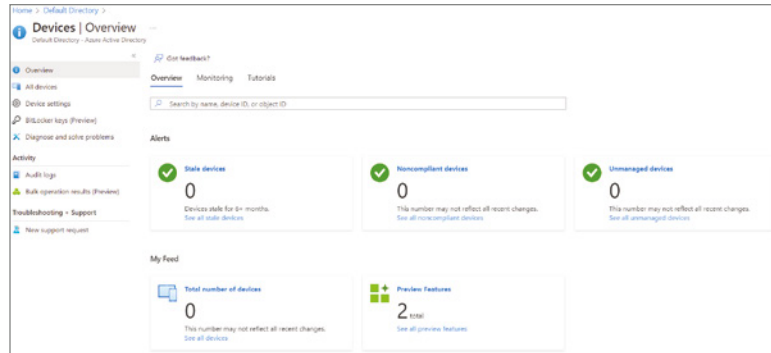 Home > Default Directory >
Devices | Overview ...
Default Directory - Azure Active Directory
«
Overview
All devices
Device settings
BitLocker keys (Preview)
Diagnose and solve problems
Activity
Audit logs
Bulk operation results (Preview)
Troubleshooting + Support
New support request
Got feedback?
Overview Monitoring Tutorials
Search by name, device ID, or object ID
Alerts
Stale devices
0
Devices stale for 6+ months.
See all stale devices
Noncompliant devices
0
This number may not reflect all recent changes.
See all noncompliant devices
Unmanaged devices
0
This number may not reflect all recent changes.
See all unmanaged devices
My Feed
Total number of devices
0
This number may not reflect all recent changes.
See all devices
Preview Features
2 total
See all preview features